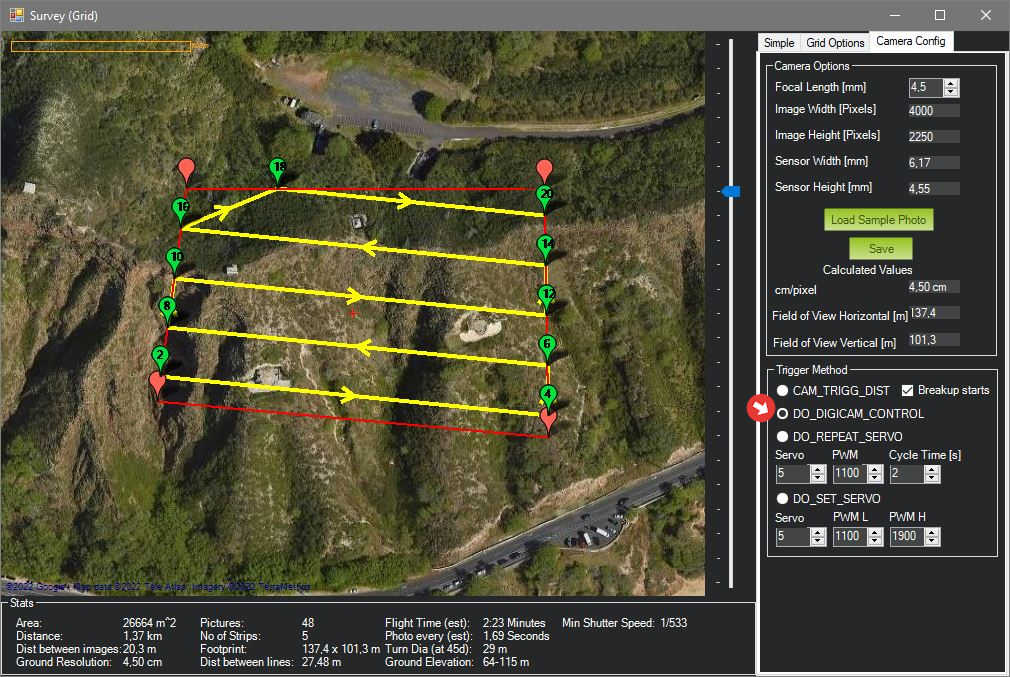 Survey (Grid)
Simple Grid Options Camera Config
Camera Options
Focal Length [mm] 4,5
Image Width [Pixels] 4000
Image Height [Pixels] 2250
Sensor Width [mm] 6,17
Sensor Height [mm] 4,55
Load Sample Photo
Save
Calculated Values
cm/pixel 4,50 cm
Field of View Horizontal [m] 137,4
Field of View Vertical [m] 101,3
Trigger Method
CAM_TRIGG_DIST Breakup starts
DO_DIGICAM_CONTROL
DO_REPEAT_SERVO
Servo PWM Cycle Time [s]
5 1100 2
DO_SET_SERVO
Servo PWM L PWM H
5 1100 1900
18
16
20
10
14
8
12
2
6
4
©2022 Google - Map data ©2022 Tele Atlas, Imagery ©2022 TerraMetrics
Stats
Area: 26664 m^2 Pictures: 48 Flight Time (est): 2:23 Minutes Min Shutter Speed: 1/533
Distance: 1,37 km No of Strips: 5 Photo every (est): 1,69 Seconds
Dist between images: 20,3 m Footprint: 137,4 x 101,3 m Turn Dia (at 45d): 29 m
Ground Resolution: 4,50 cm Dist between lines: 27,48 m Ground Elevation: 64-115 m